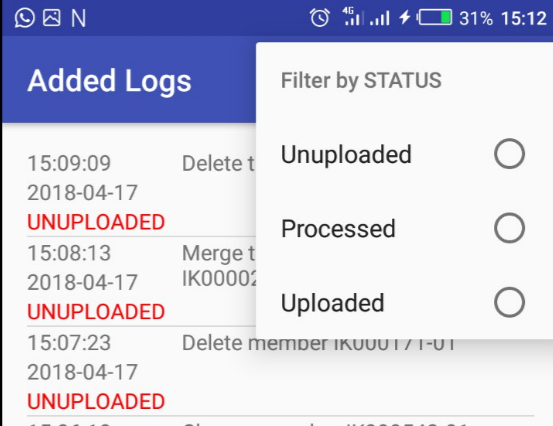 4G 31% 15:12
Added Logs
Filter by STATUS
Unuploaded
Processed
Uploaded
15:09:09 Delete
2018-04-17
UNUPLOADED
15:08:13 Merge
2018-04-17
UNUPLOADED
15:07:23 Delete member IK000171-01
2018-04-17
UNUPLOADED